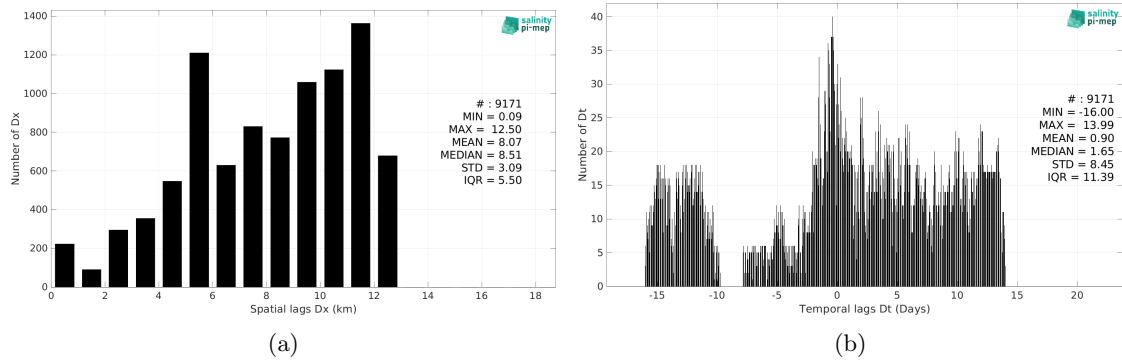 1400
1200
1000
800
600
400
200
0
Number of Dx
0 2 4 6 8 10 12 14 16 18
Spatial lags Dx (km)
salinity
pi-mep
# : 9171
MIN = 0.09
MAX = 12.50
MEAN = 8.07
MEDIAN = 8.51
STD = 3.09
IQR = 5.50
(a)
40
35
30
25
20
15
10
5
0
Number of Dt
-15 -10 -5 0 5 10 15 20
Temporal lags Dt (Days)
salinity
pi-mep
# : 9171
MIN = -16.00
MAX = 13.99
MEAN = 0.90
MEDIAN = 1.65
STD = 8.45
IQR = 11.39
(b)